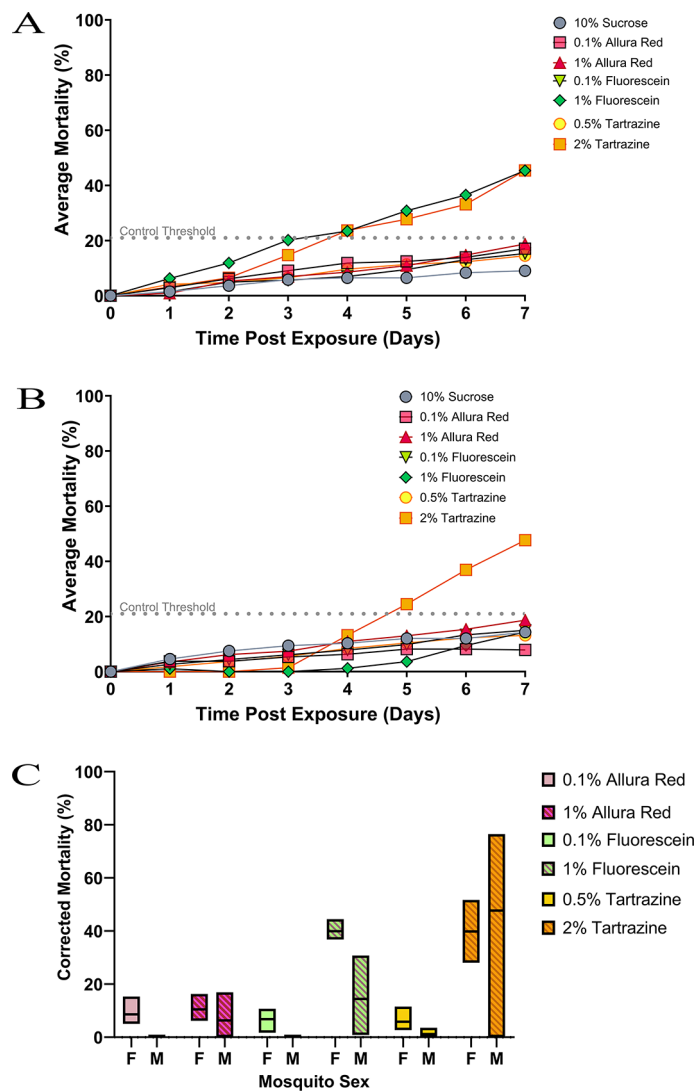 A
100
80
60
40
20
0
Average Mortality (%)
Control Threshold
0 1 2 3 4 5 6 7
Time Post Exposure (Days)
10% Sucrose
0.1% Allura Red
1% Allura Red
0.1% Fluorescein
1% Fluorescein
0.5% Tartrazine
2% Tartrazine
B
100
80
60
40
20
0
Average Mortality (%)
Control Threshold
0 1 2 3 4 5 6 7
Time Post Exposure (Days)
10% Sucrose
0.1% Allura Red
1% Allura Red
0.1% Fluorescein
1% Fluorescein
0.5% Tartrazine
2% Tartrazine
C
100
80
60
40
20
0
Corrected Mortality (%)
F M F M F M F M F M F M
Mosquito Sex
0.1% Allura Red
1% Allura Red
0.1% Fluorescein
1% Fluorescein
0.5% Tartrazine
2% Tartrazine